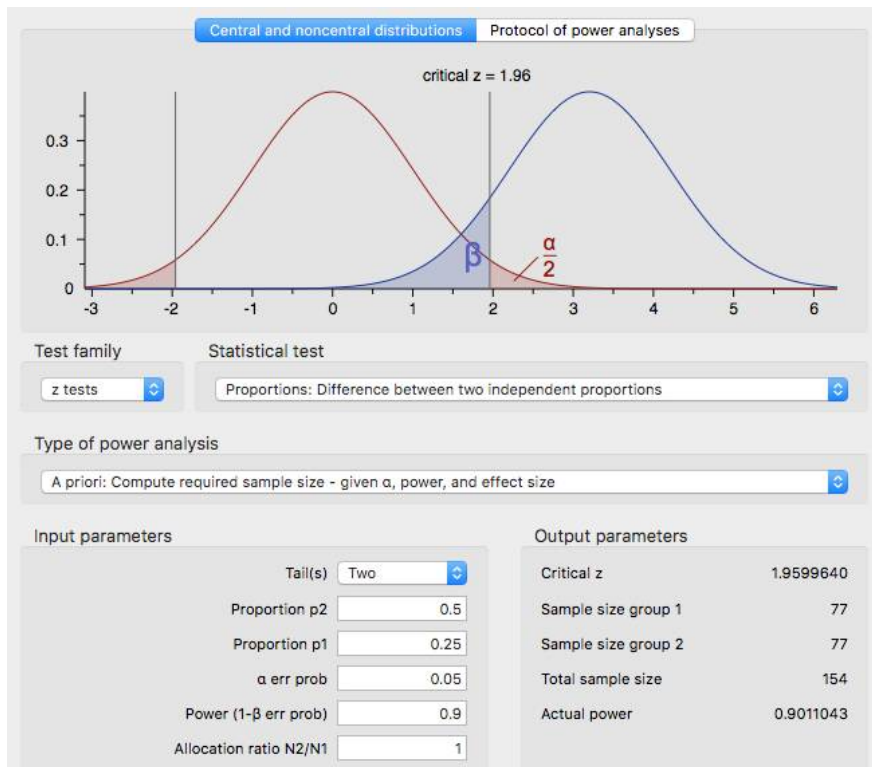 Central and noncentral distributions Protocol of power analyses
critical z = 1.96
0.3
0.2
0.1
0
β
α
2
-3 -2 -1 0 1 2 3 4 5 6
Test family Statistical test
z tests Proportions: Difference between two independent proportions
Type of power analysis
A priori: Compute required sample size - given α, power, and effect size
Input parameters Output parameters
Tail(s) Two Critical z 1.9599640
Proportion p2 0.5 Sample size group 1 77
Proportion p1 0.25 Sample size group 2 77
α err prob 0.05 Total sample size 154
Power (1-β err prob) 0.9 Actual power 0.9011043
Allocation ratio N2/N1 1